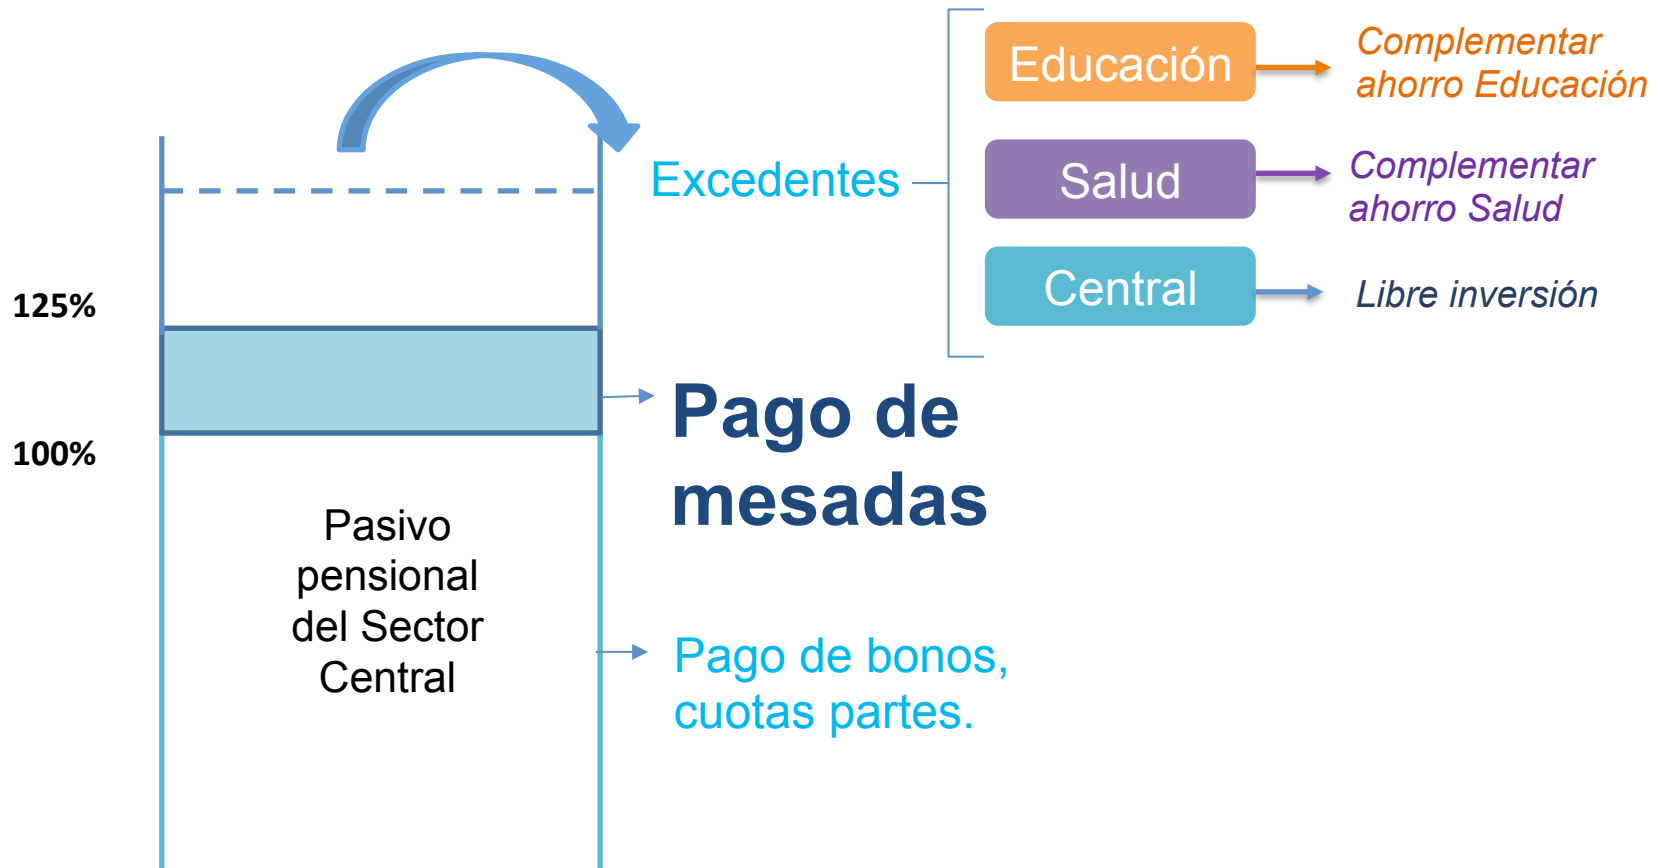 125%
100%
Pasivo
pensional
del Sector
Central
Excedentes
Educación
Complementar
ahorro Educación
Salud
Complementar
ahorro Salud
Central
Libre inversión
Pago de
mesadas
Pago de bonos,
cuotas partes.